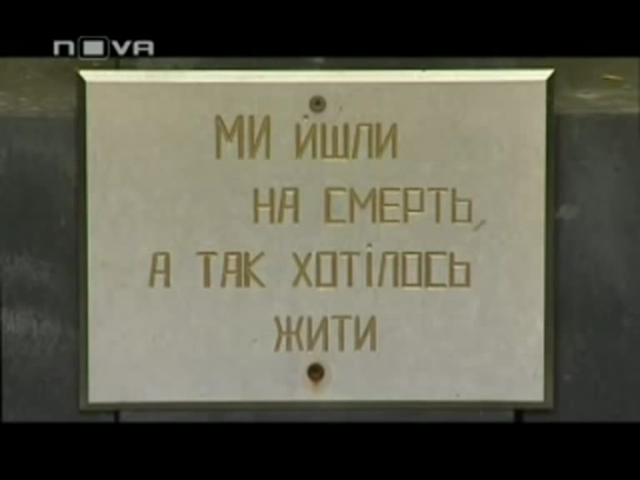 NOVA
МИ ЙШЛИ
НА СМЕРТЬ,
А ТАК ХОТІЛОСЬ
ЖИТИ